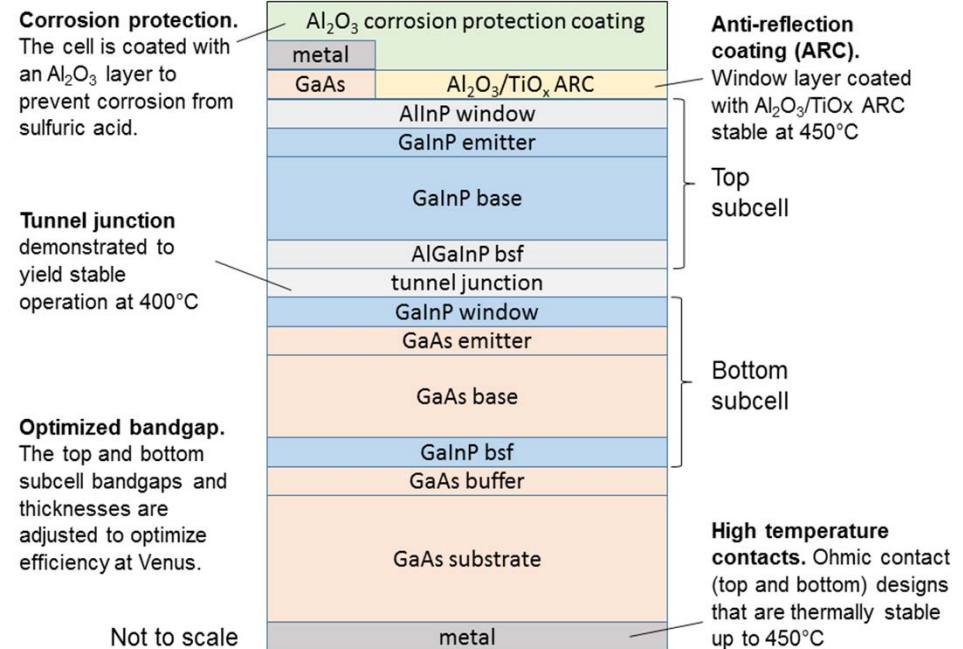 Corrosion protection.
The cell is coated with
an Al₂O₃ layer to
prevent corrosion from
sulfuric acid.
Al₂O₃ corrosion protection coating
metal
GaAs
Al₂O₃/TiOₓ ARC
Anti-reflection
coating (ARC).
Window layer coated
with Al₂O₃/TiOx ARC
stable at 450°C
AlInP window
GaInP emitter
GaInP base
AlGaInP bsf
Top
subcell
Tunnel junction
demonstrated to
yield stable
operation at 400°C
tunnel junction
GaInP window
GaAs emitter
GaAs base
GaInP bsf
Bottom
subcell
Optimized bandgap.
The top and bottom
subcell bandgaps and
thicknesses are
adjusted to optimize
efficiency at Venus.
GaAs buffer
GaAs substrate
metal
High temperature
contacts. Ohmic contact
(top and bottom) designs
that are thermally stable
up to 450°C
Not to scale